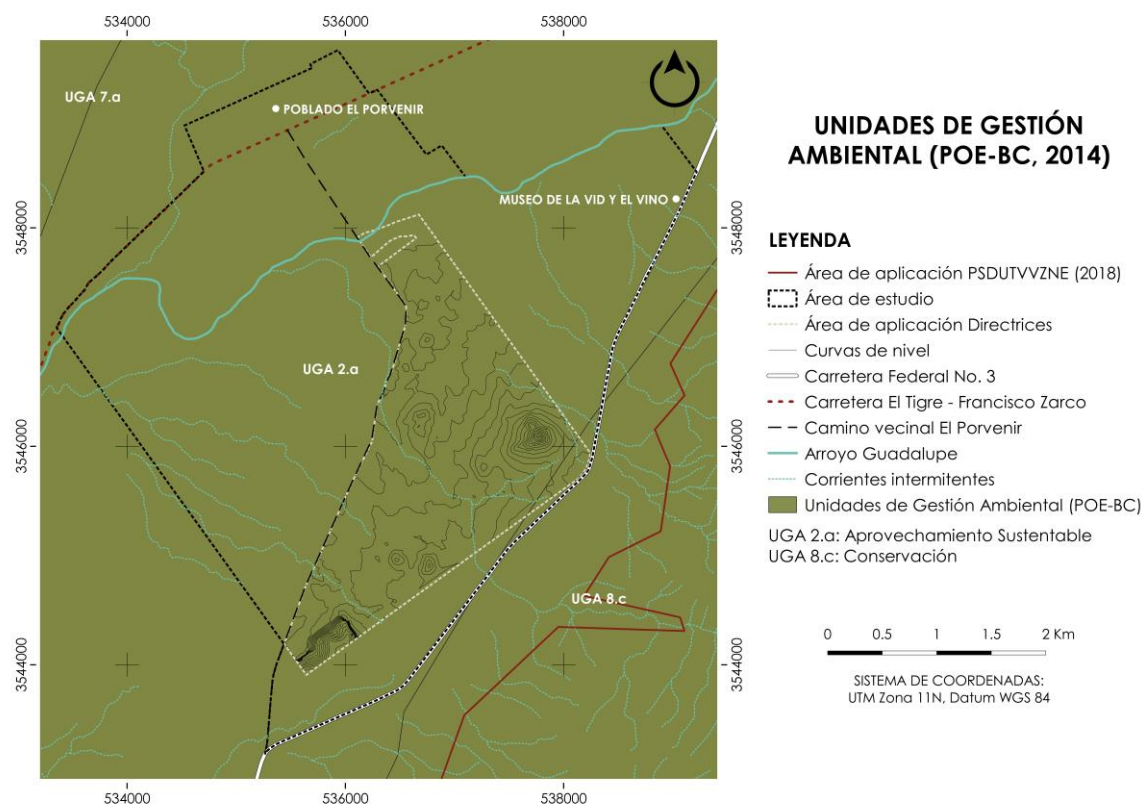 534000
536000
538000
UGA 7.a
POBLADO EL PORVENIR
MUSEO DE LA VID Y EL VINO
3548000
3548000
UGA 2.a
3546000
3546000
UGA 8.c
3544000
3544000
534000
536000
538000
UNIDADES DE GESTIÓN
AMBIENTAL (POE-BC, 2014)
LEYENDA
Área de aplicación PSDUTVVZNE (2018)
Área de estudio
Área de aplicación Directrices
Curvas de nivel
Carretera Federal No. 3
Carretera El Tigre - Francisco Zarco
Camino vecinal El Porvenir
Arroyo Guadalupe
Corrientes intermitentes
Unidades de Gestión Ambiental (POE-BC)
UGA 2.a: Aprovechamiento Sustentable
UGA 8.c: Conservación
0 0.5 1 1.5 2 Km
SISTEMA DE COORDENADAS:
UTM Zona 11N, Datum WGS 84